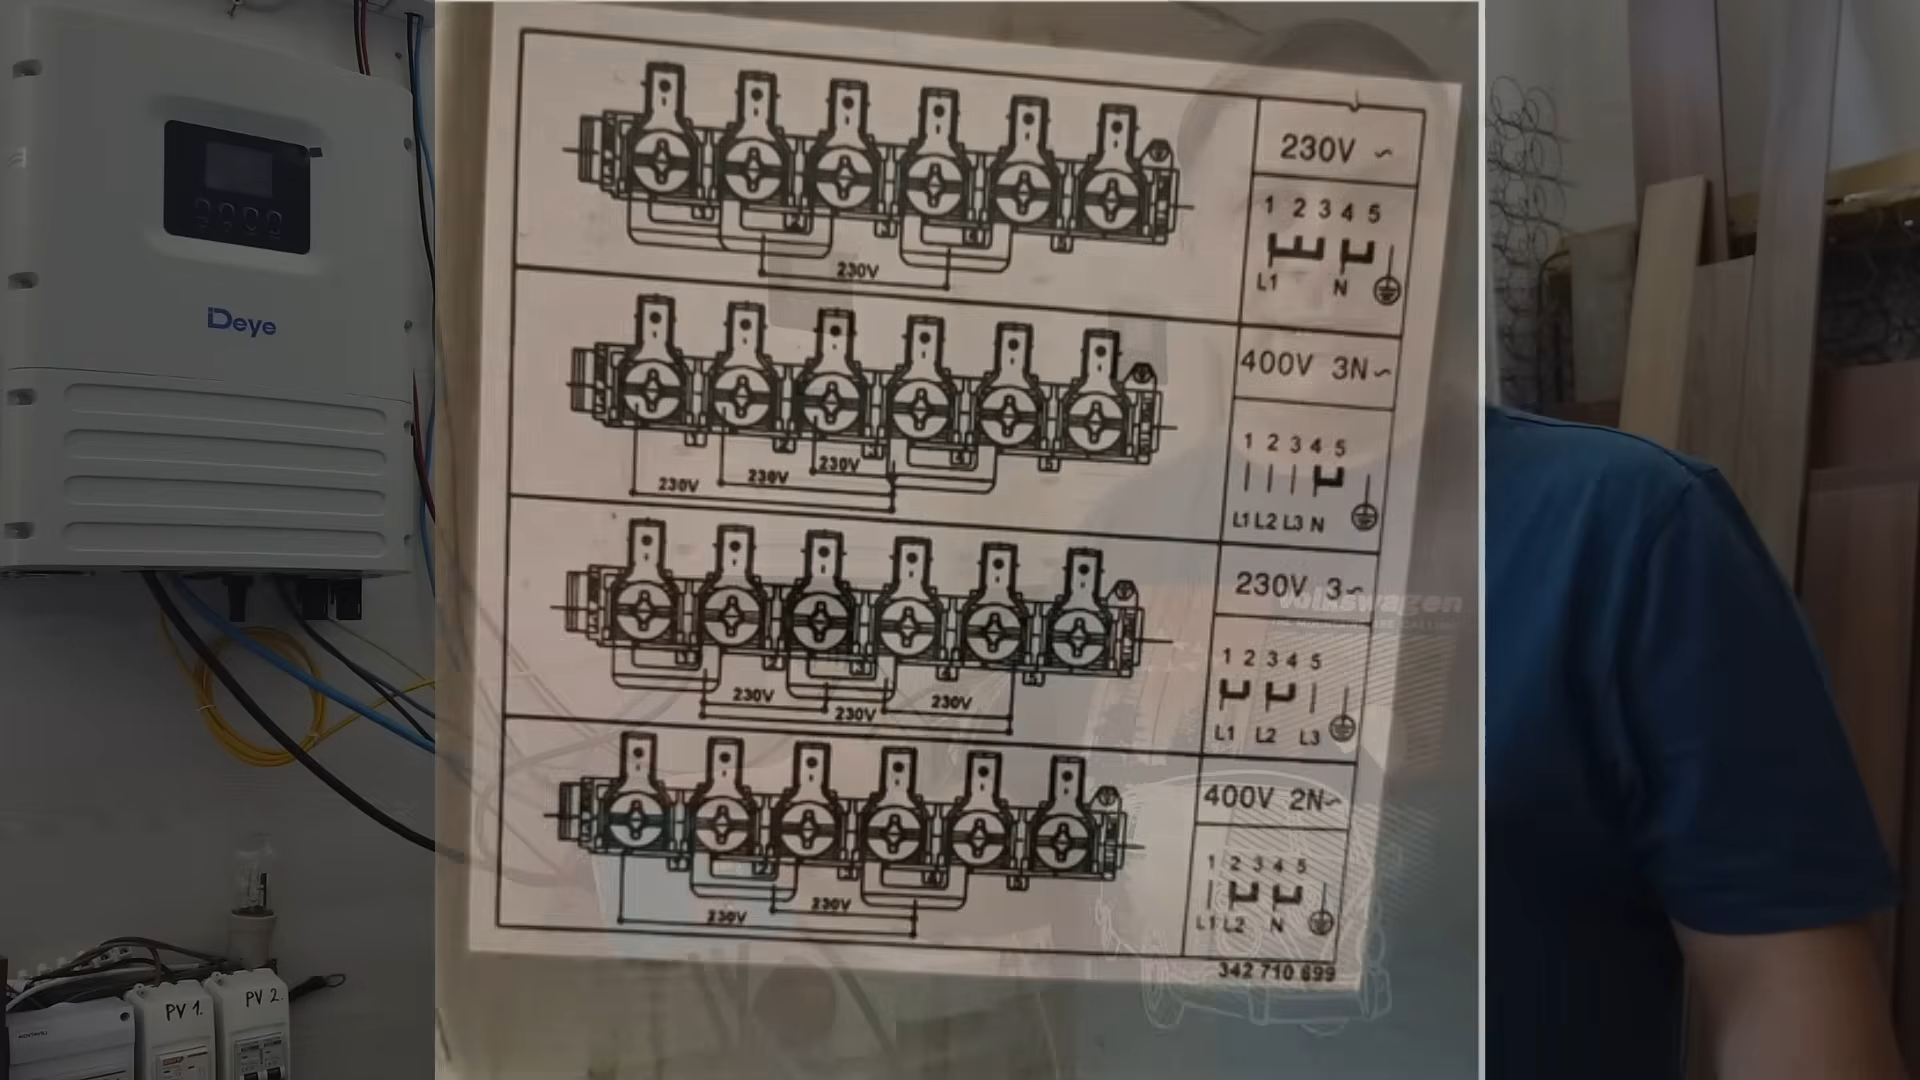 Deye
PV 1.
PV 2.
230V ~
1 2 3 4 5
L1 N
230V
400V 3N~
1 2 3 4 5
L1 L2 L3 N
230V 230V 230V
230V 3~
1 2 3 4 5
L1 L2 L3
230V 230V 230V
400V 2N~
1 2 3 4 5
L1 L2 N
230V 230V
342 710 699
Volkswagen